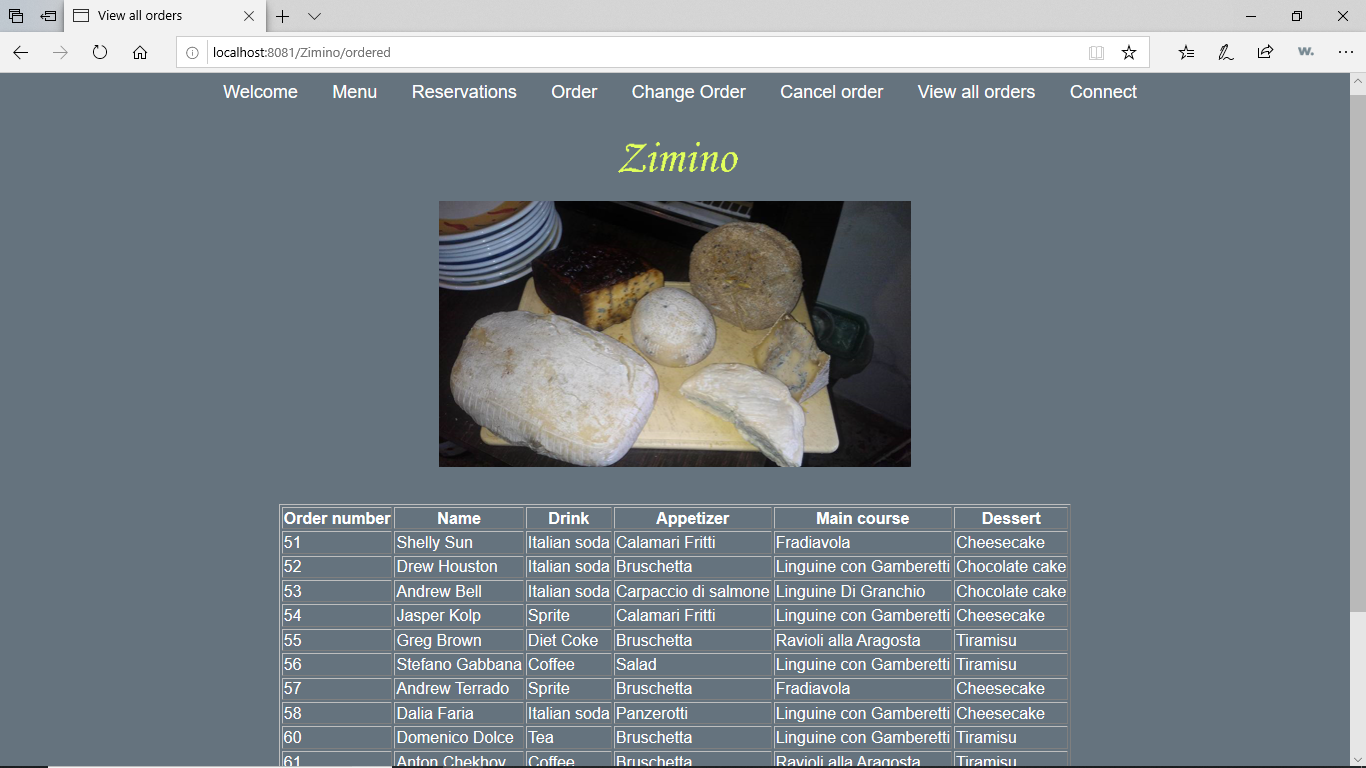 View all orders
localhost:8081/Zimino/ordered
w.
Welcome Menu Reservations Order Change Order Cancel order View all orders Connect
Zimino
Order number Name Drink Appetizer Main course Dessert
51 Shelly Sun Italian soda Calamari Fritti Fradiavola Cheesecake
52 Drew Houston Italian soda Bruschetta Linguine con Gamberetti Chocolate cake
53 Andrew Bell Italian soda Carpaccio di salmone Linguine Di Granchio Chocolate cake
54 Jasper Kolp Sprite Calamari Fritti Linguine con Gamberetti Cheesecake
55 Greg Brown Diet Coke Bruschetta Ravioli alla Aragosta Tiramisu
56 Stefano Gabbana Coffee Salad Linguine con Gamberetti Tiramisu
57 Andrew Terrado Sprite Bruschetta Fradiavola Cheesecake
58 Dalia Faria Italian soda Panzerotti Linguine con Gamberetti Cheesecake
60 Domenico Dolce Tea Bruschetta Linguine con Gamberetti Tiramisu
61 Anton Chekhov Coffee Bruschetta Ravioli alla Aragosta Tiramisu